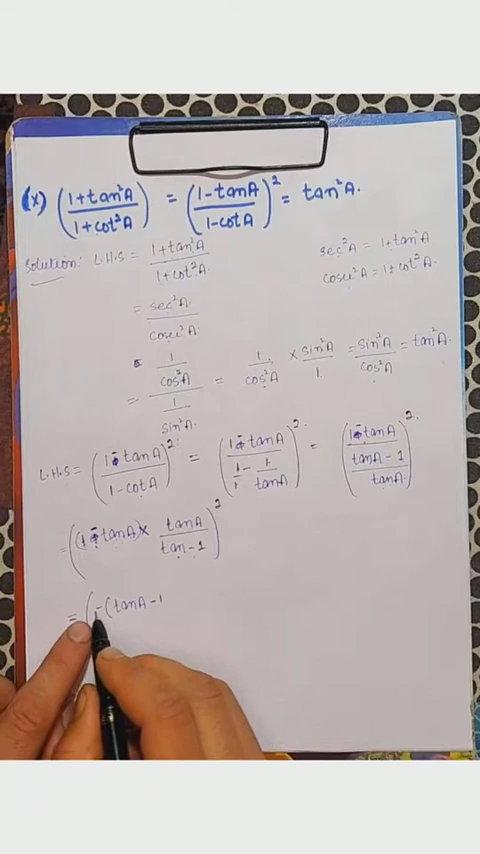 (x) (1+tan²A / 1+cot²A) = (1-tanA / 1-cotA)² = tan²A.
Solution: L.H.S = 1+tan²A / 1+cot²A
sec²A = 1+tan²A
cosec²A = 1+cot²A.
= sec²A / cosec²A.
= (1 / cos²A) / (1 / sin²A) = 1 / cos²A × sin²A / 1 = sin²A / cos²A = tan²A.
L.H.S = (1-tanA / 1-cotA)² = (1-tanA / 1/1 - 1/tanA)² = (1-tanA / tanA-1 / tanA)².
= ((1-tanA) × tanA / tan-1)²
= (-(tanA-1